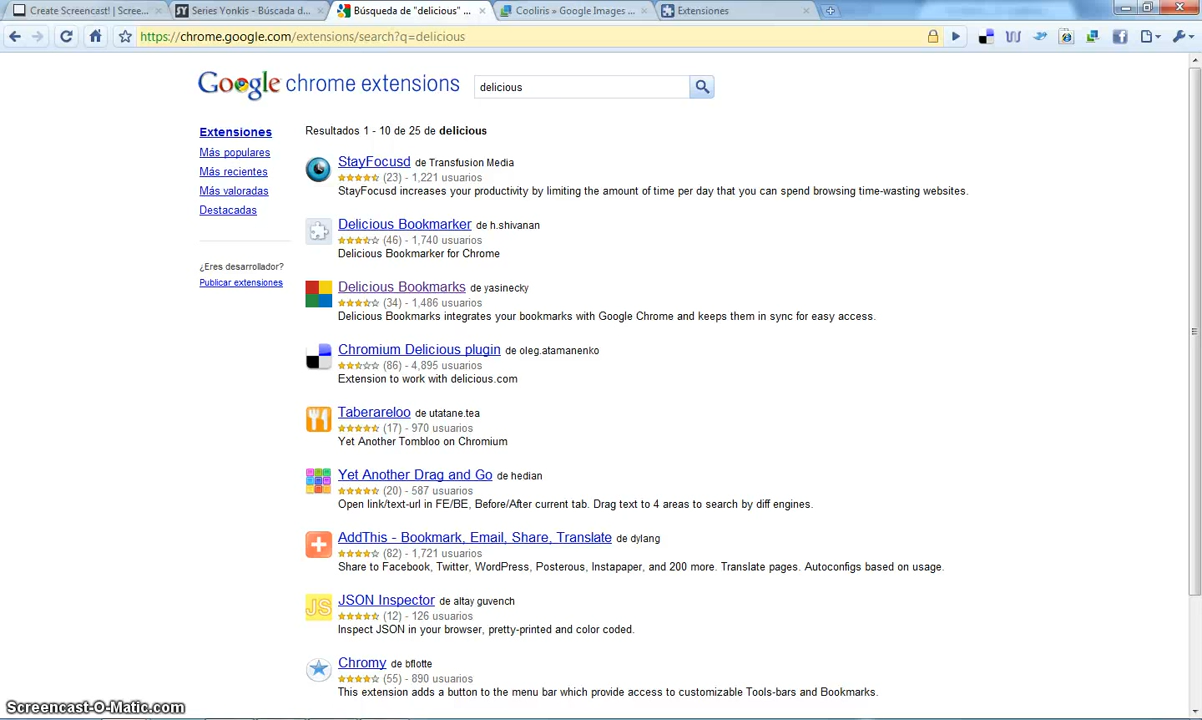 Create Screencast! | Scree...
Series Yonkis - Búscada d...
Búsqueda de "delicious" ...
Cooliris » Google Images ...
Extensiones
https://chrome.google.com/extensions/search?q=delicious
Google chrome extensions
delicious
Extensiones
Más populares
Más recientes
Más valoradas
Destacadas
¿Eres desarrollador?
Publicar extensiones
Resultados 1 - 10 de 25 de delicious
StayFocusd de Transfusion Media
(23) - 1,221 usuarios
StayFocusd increases your productivity by limiting the amount of time per day that you can spend browsing time-wasting websites.
Delicious Bookmarker de h.shivanan
(46) - 1,740 usuarios
Delicious Bookmarker for Chrome
Delicious Bookmarks de yasinecky
(34) - 1,486 usuarios
Delicious Bookmarks integrates your bookmarks with Google Chrome and keeps them in sync for easy access.
Chromium Delicious plugin de oleg.atamanenko
(86) - 4,895 usuarios
Extension to work with delicious.com
Taberareloo de utatane.tea
(17) - 970 usuarios
Yet Another Tombloo on Chromium
Yet Another Drag and Go de hedian
(20) - 587 usuarios
Open link/text-url in FE/BE, Before/After current tab. Drag text to 4 areas to search by diff engines.
AddThis - Bookmark, Email, Share, Translate de dylang
(82) - 1,721 usuarios
Share to Facebook, Twitter, WordPress, Posterous, Instapaper, and 200 more. Translate pages. Autoconfigs based on usage.
JS
JSON Inspector de altay guvench
(12) - 126 usuarios
Inspect JSON in your browser, pretty-printed and color coded.
Chromy de bflotte
(55) - 890 usuarios
This extension adds a button to the menu bar which provide access to customizable Tools-bars and Bookmarks.
Screencast-O-Matic.com